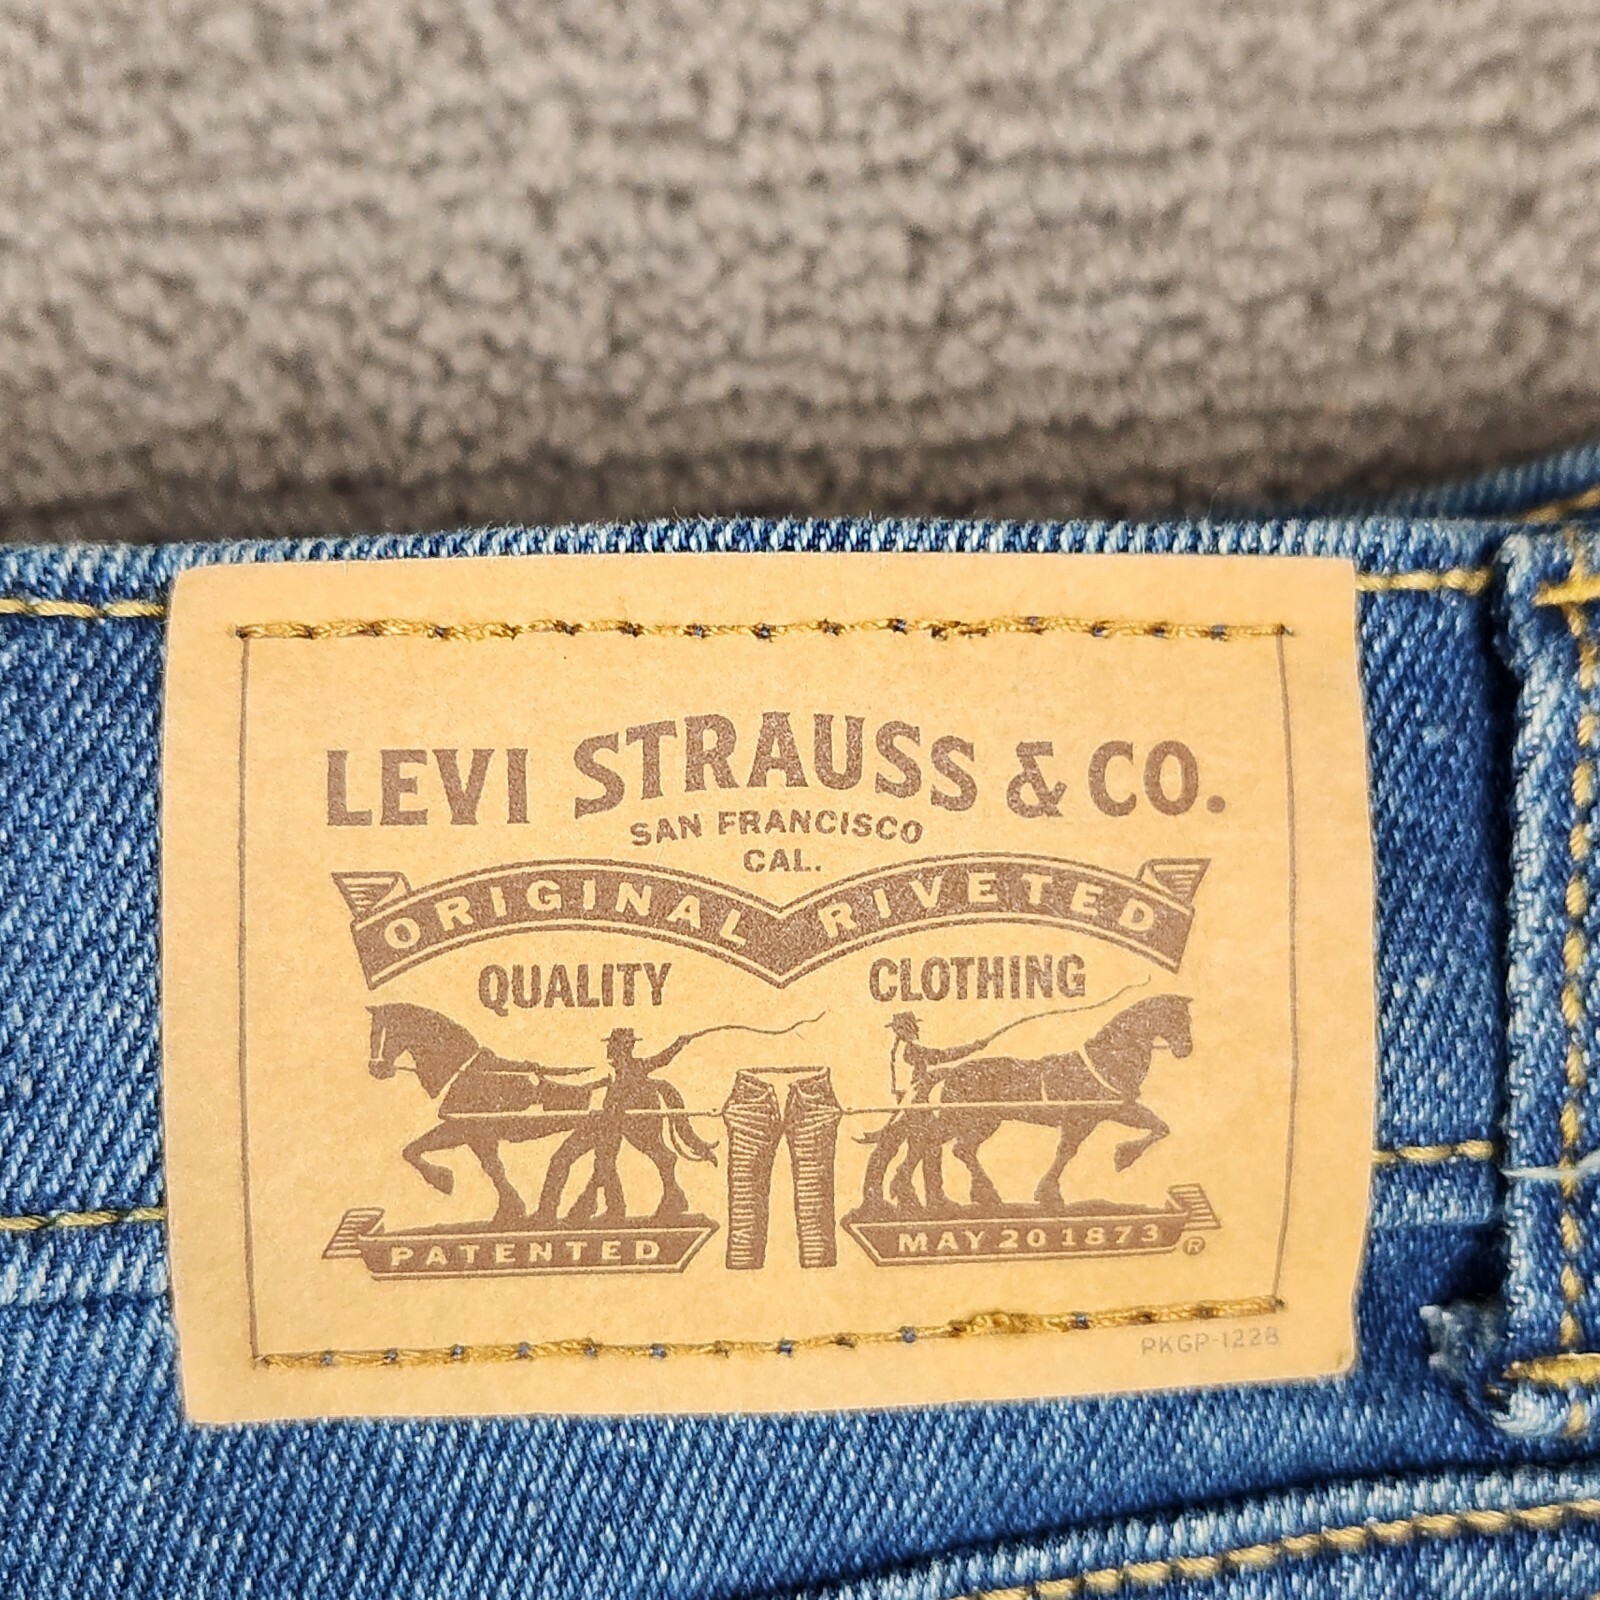 LEVI STRAUSS & CO.
SAN FRANCISCO
CAL.
ORIGINAL RIVETED
QUALITY CLOTHING
PATENTED MAY 20 1873 ®
PKGP-1228